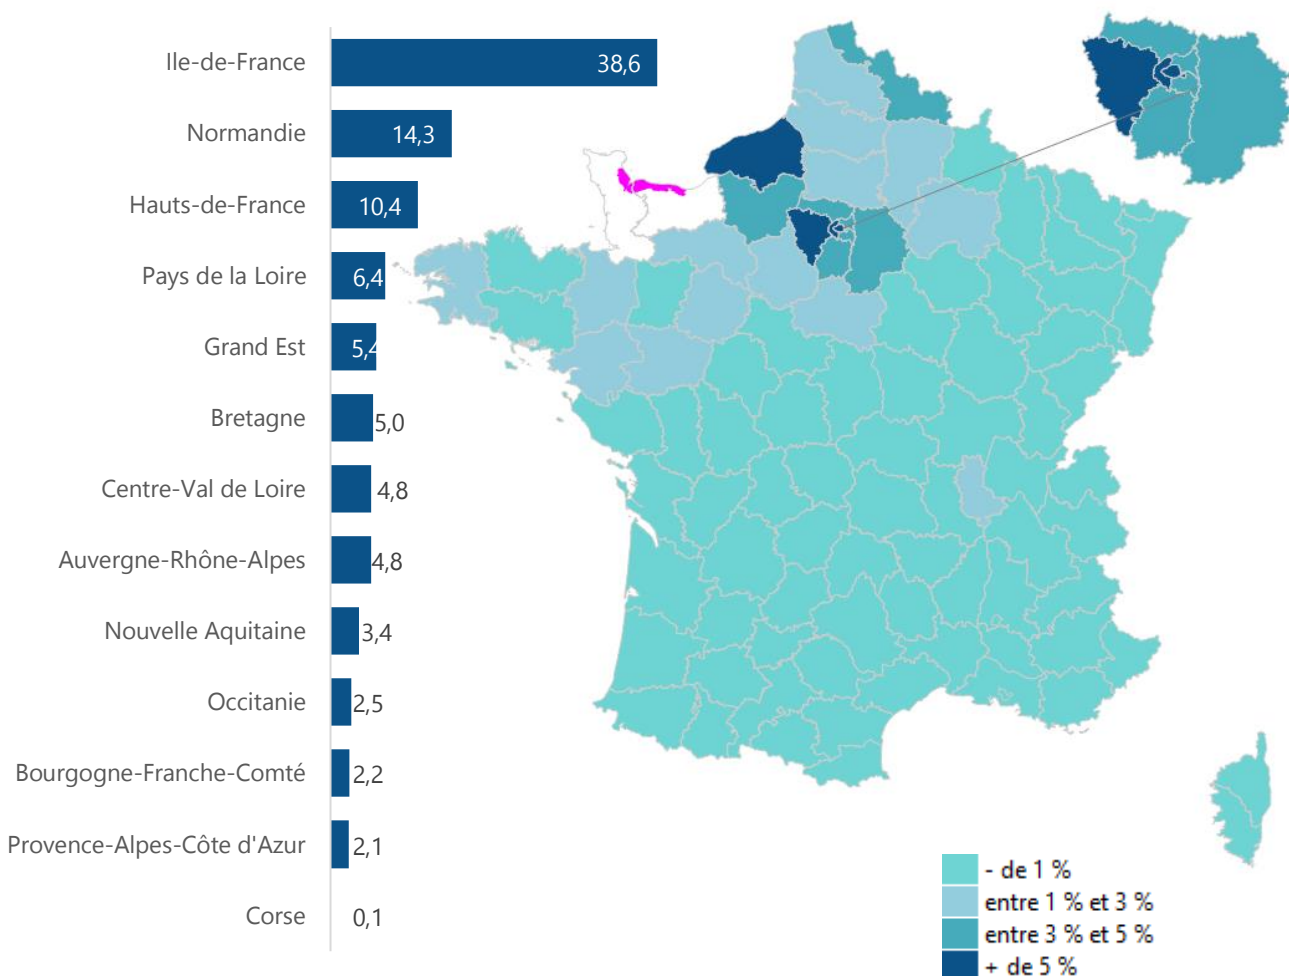 Ile-de-France 38,6
Normandie 14,3
Hauts-de-France 10,4
Pays de la Loire 6,4
Grand Est 5,4
Bretagne 5,0
Centre-Val de Loire 4,8
Auvergne-Rhône-Alpes 4,8
Nouvelle Aquitaine 3,4
Occitanie 2,5
Bourgogne-Franche-Comté 2,2
Provence-Alpes-Côte d'Azur 2,1
Corse 0,1
- de 1 %
entre 1 % et 3 %
entre 3 % et 5 %
+ de 5 %